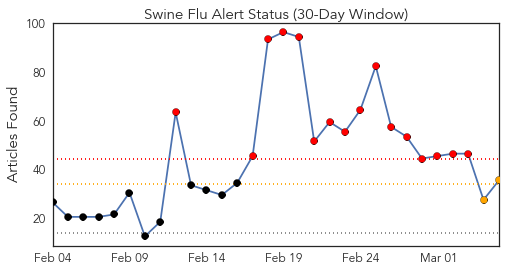 Swine Flu Alert Status (30-Day Window)
Articles Found
100
80
60
40
20
Feb 04
Feb 09
Feb 14
Feb 19
Feb 24
Mar 01